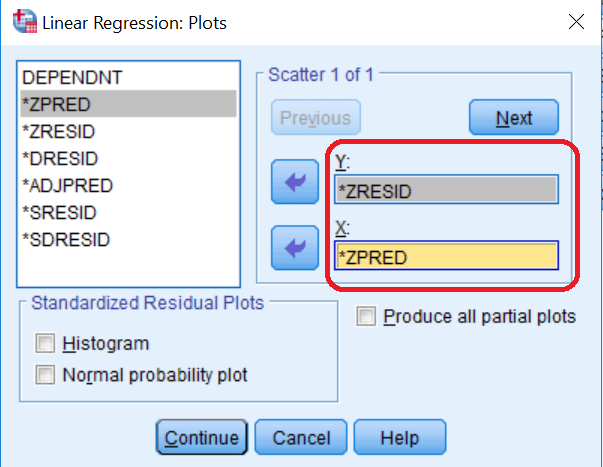 Linear Regression: Plots
DEPENDNT
*ZPRED
*ZRESID
*DRESID
*ADJPRED
*SRESID
*SDRESID
Scatter 1 of 1
Previous
Next
Y:
*ZRESID
X:
*ZPRED
Standardized Residual Plots
Histogram
Normal probability plot
Produce all partial plots
Continue
Cancel
Help